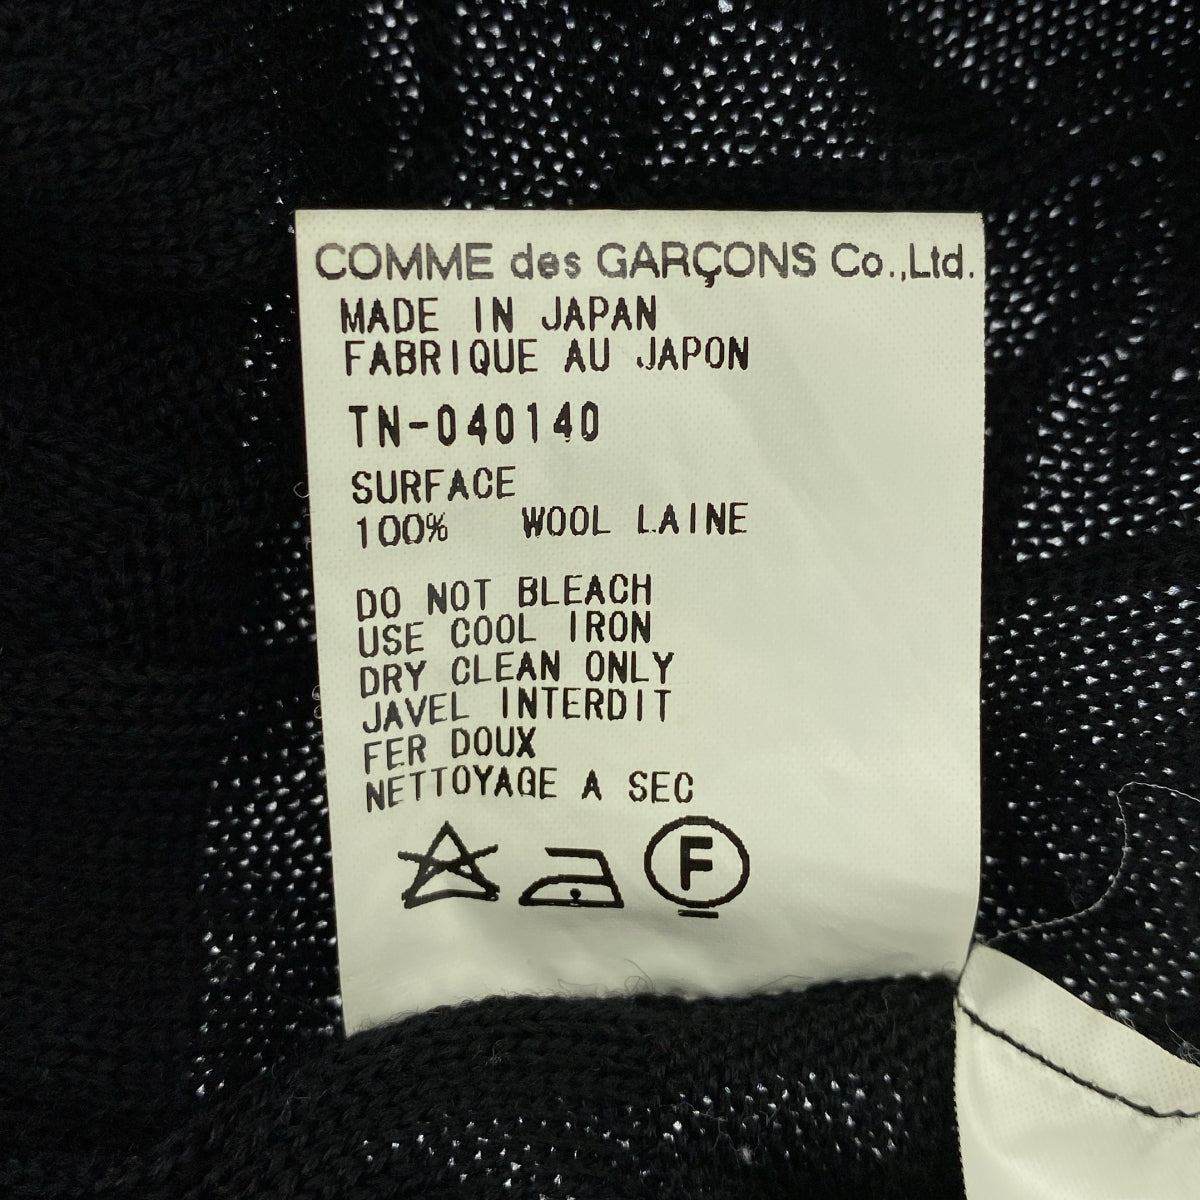 COMME des GARÇONS Co.,Ltd.
MADE IN JAPAN
FABRIQUE AU JAPON
TN-040140
SURFACE
100% WOOL LAINE
DO NOT BLEACH
USE COOL IRON
DRY CLEAN ONLY
JAVEL INTERDIT
FER DOUX
NETTOYAGE A SEC
F